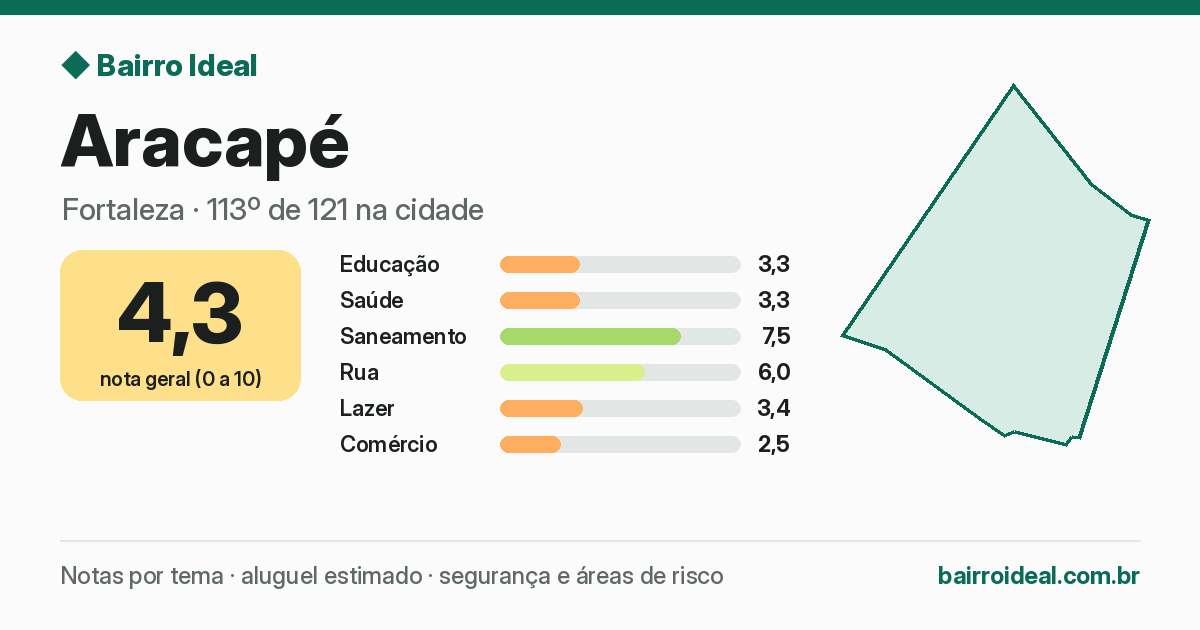 Bairro Ideal
Aracapé
Fortaleza · 113º de 121 na cidade
4,3
nota geral (0 a 10)
Educação 3,3
Saúde 3,3
Saneamento 7,5
Rua 6,0
Lazer 3,4
Comércio 2,5
Notas por tema · aluguel estimado · segurança e áreas de risco
bairroideal.com.br